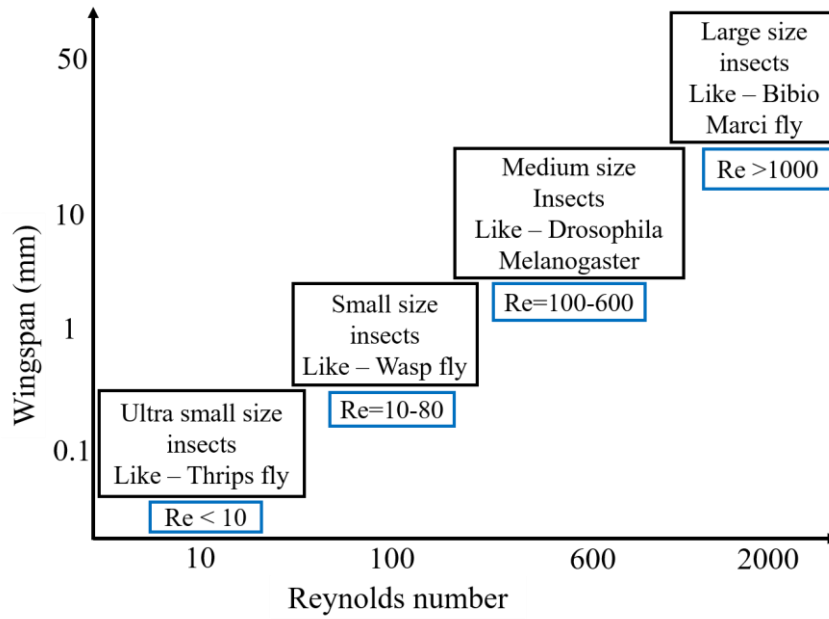 50
10
1
0.1
Wingspan (mm)
Large size
insects
Like – Bibio
Marci fly
Re >1000
Medium size
Insects
Like – Drosophila
Melanogaster
Re=100-600
Small size
insects
Like – Wasp fly
Re=10-80
Ultra small size
insects
Like – Thrips fly
Re < 10
10
100
600
2000
Reynolds number